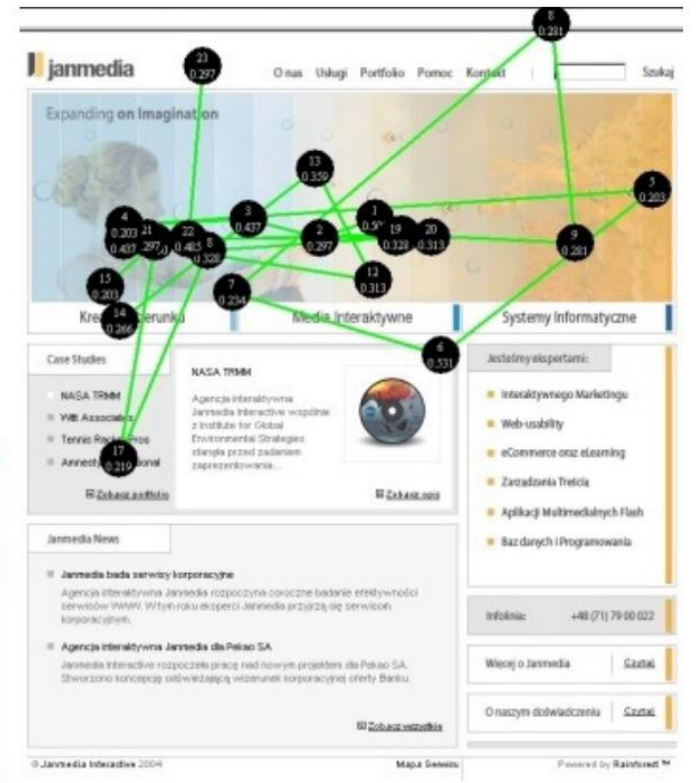 8
0.281
23
0.297
janmedia
O nas Usługi Portfolio Pomoc Kontakt
Szukaj
Expanding on Imagination
13
0.359
5
0.203
4
0.203
0.437
21
22
3
0.437
2
0.297
1
19
0.328
20
0.313
9
0.281
8
0.328
12
0.313
15
0.203
7
0.234
14
0.266
Media Interaktywne
Systemy Informatyczne
6
0.531
Case Studies
NASA TRMM
Witt Associates
17
0.219
Zobacz portfolio
NASA TRMM
Agencja interaktywna
Janmedia Interactive wspólnie
z Institute for Global
Environmental Strategies
stanęła przed zadaniem
zaprezentowania...
Zobacz opis
Jesteśmy ekspertami:
Interaktywnego Marketingu
Web-usability
eCommerce oraz eLearning
Zarządzania Treścią
Aplikacji Multimedialnych Flash
Baz danych i Programowania
Janmedia News
Janmedia bada serwisy korporacyjne
Agencja interaktywna Janmedia rozpoczyna coroczne badanie efektywności
serwisów WWW. W tym roku eksperci Janmedia przyjrzą się serwisom
korporacyjnym.
Agencja interaktywna Janmedia dla Pekao SA
Janmedia Interactive rozpoczęła pracę nad nowym projektem dla Pekao SA.
Stworzono koncepcję odświeżającą wizerunek korporacyjnej oferty Banku.
Zobacz wszystkie
Infolinia: +48 (71) 79 00 022
Więcej o Janmedia Czytaj
O naszym doświadczeniu Czytaj
© Janmedia Interactive 2004
Mapa Serwisu
Powered by Rainforest ™